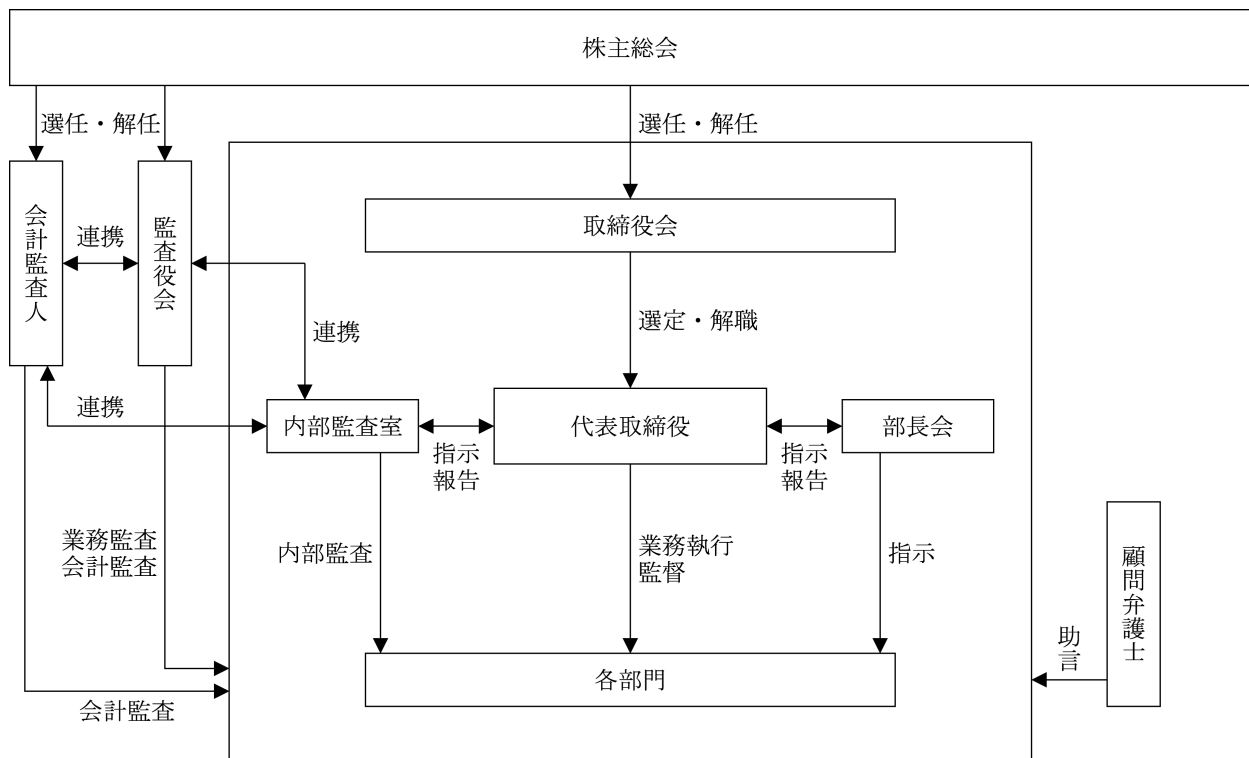 株主総会
選任・解任
選任・解任
会計監査人
連携
監査役会
取締役会
選定・解職
連携
連携
内部監査室
指示
報告
代表取締役
指示
報告
部長会
業務監査
会計監査
内部監査
業務執行
監督
指示
顧問弁護士
助言
各部門
会計監査